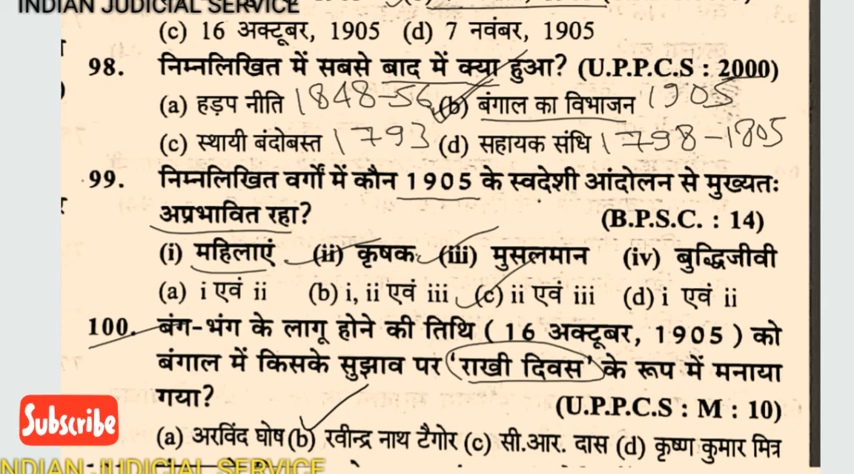 INDIAN JUDICIAL SERVICE
(c) 16 अक्टूबर, 1905 (d) 7 नवंबर, 1905
98. निम्नलिखित में सबसे बाद में क्या हुआ? (U.P.P.C.S : 2000)
(a) हड़प नीति 1848-56 (b) बंगाल का विभाजन 1905
(c) स्थायी बंदोबस्त 1793 (d) सहायक संधि 1798-1805
99. निम्नलिखित वर्गों में कौन 1905 के स्वदेशी आंदोलन से मुख्यतः
अप्रभावित रहा? (B.P.S.C. : 14)
(i) महिलाएं (ii) कृषक (iii) मुसलमान (iv) बुद्धिजीवी
(a) i एवं ii (b) i, ii एवं iii (c) ii एवं iii (d) i एवं ii
100. बंग-भंग के लागू होने की तिथि ( 16 अक्टूबर, 1905 ) को
बंगाल में किसके सुझाव पर 'राखी दिवस' के रूप में मनाया
गया? (U.P.P.C.S : M : 10)
Subscribe
(a) अरविंद घोष (b) रवीन्द्र नाथ टैगोर (c) सी.आर. दास (d) कृष्ण कुमार मित्र
INDIAN JUDICIAL SERVICE